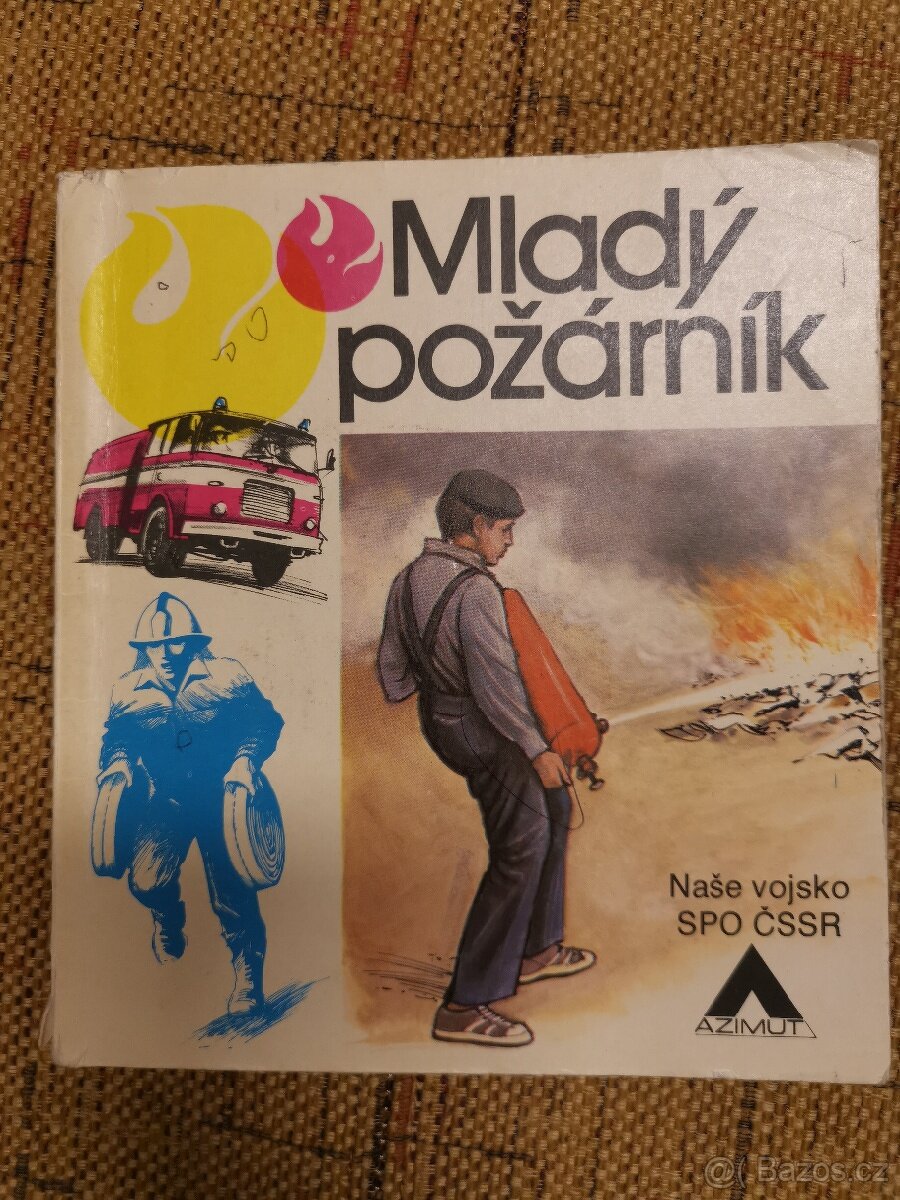 Mladý
požárník
Naše vojsko
SPO ČSSR
AZIMUT
@ Bazos.cz